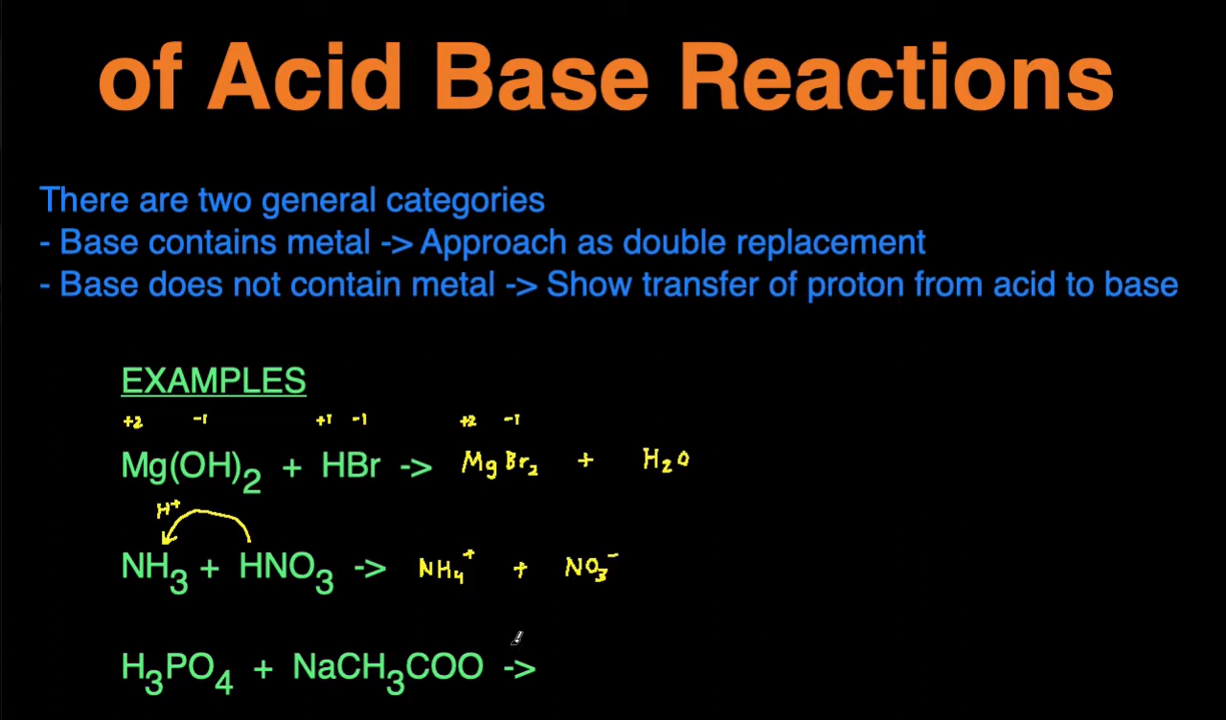 of Acid Base Reactions
There are two general categories
- Base contains metal -> Approach as double replacement
- Base does not contain metal -> Show transfer of proton from acid to base
EXAMPLES
+2 -1 +1 -1 +2 -1
Mg(OH)₂ + HBr -> MgBr₂ + H₂O
H⁺
NH₃ + HNO₃ -> NH₄⁺ + NO₃⁻
H₃PO₄ + NaCH₃COO ->